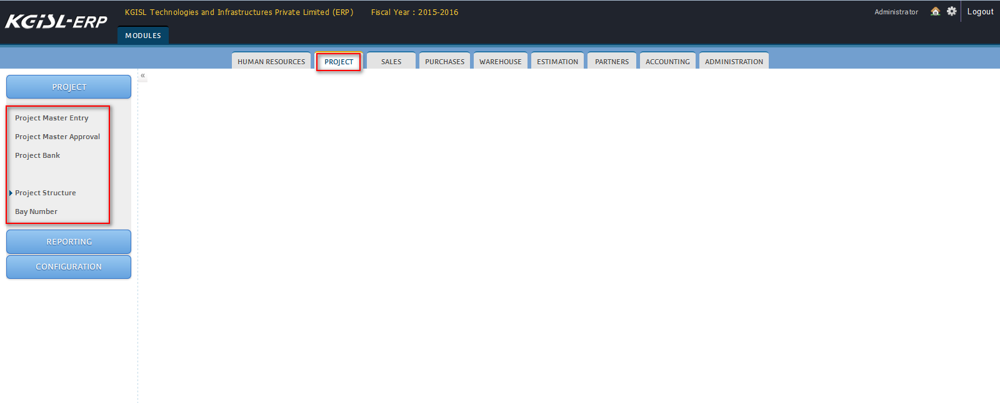 KGiSL-ERP
KGISL Technologies and Infrastructures Private Limited (ERP) Fiscal Year : 2015-2016
Administrator Logout
MODULES
HUMAN RESOURCES PROJECT SALES PURCHASES WAREHOUSE ESTIMATION PARTNERS ACCOUNTING ADMINISTRATION
«
PROJECT
Project Master Entry
Project Master Approval
Project Bank
Project Structure
Bay Number
REPORTING
CONFIGURATION